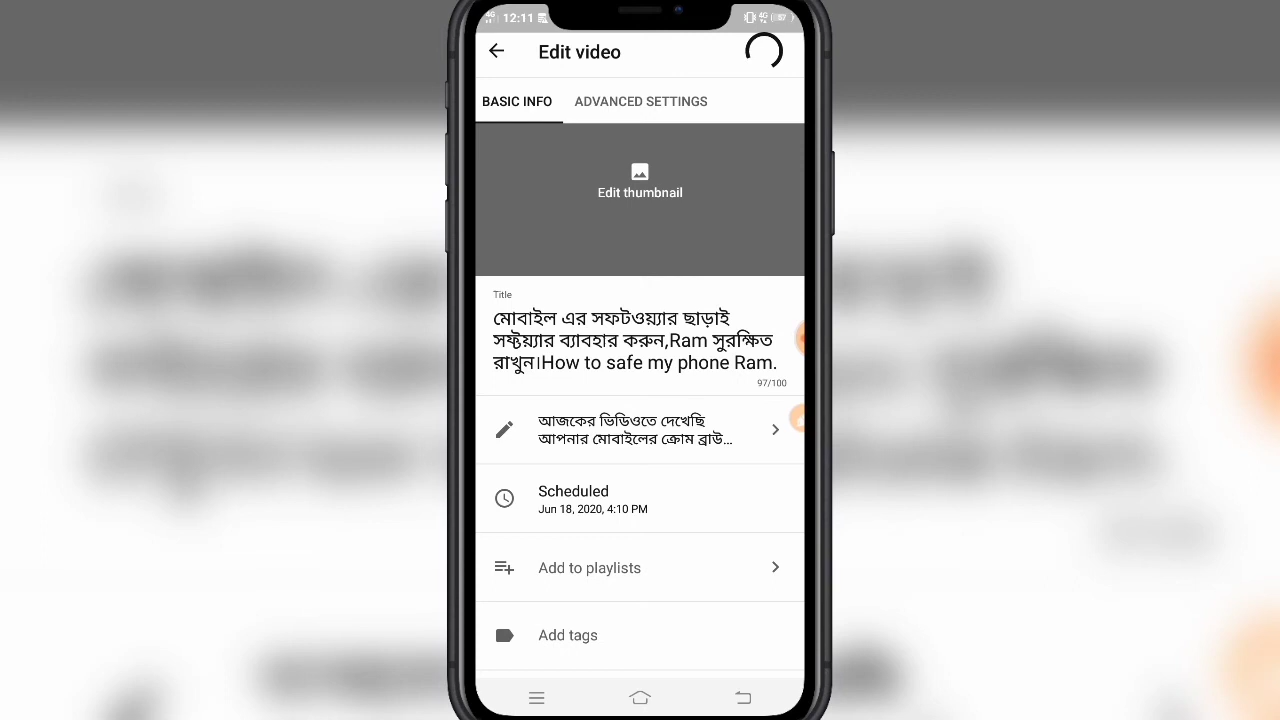 12:11
Edit video
BASIC INFO ADVANCED SETTINGS
Edit thumbnail
Title
মোবাইল এর সফটওয়্যার ছাড়াই
সফ্টয়্যার ব্যাবহার করুন,Ram সুরক্ষিত
রাখুন।How to safe my phone Ram.
97/100
আজকের ভিডিওতে দেখেছি
আপনার মোবাইলের ক্রোম ব্রাউ...
Scheduled
Jun 18, 2020, 4:10 PM
Add to playlists
Add tags